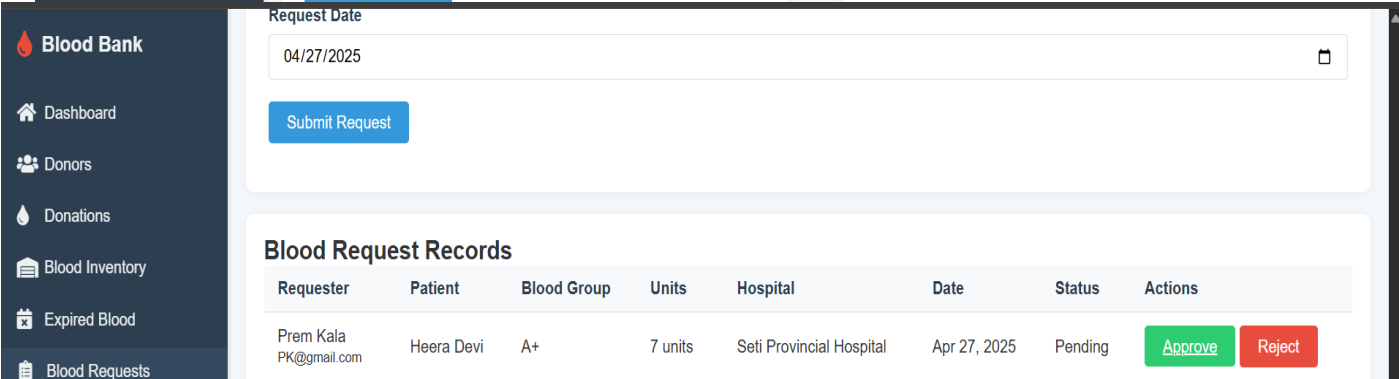 Blood Bank
Dashboard
Donors
Donations
Blood Inventory
Expired Blood
Blood Requests
Request Date
04/27/2025
Submit Request
Blood Request Records
Requester Patient Blood Group Units Hospital Date Status Actions
Prem Kala Heera Devi A+ 7 units Seti Provincial Hospital Apr 27, 2025 Pending Approve Reject
PK@gmail.com